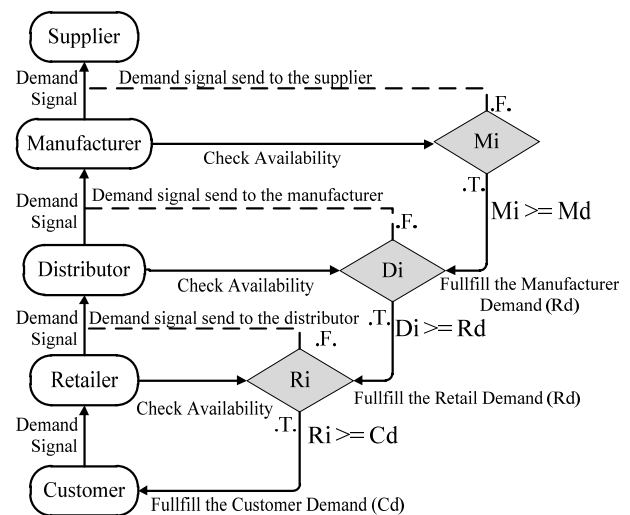 Supplier
Demand
Signal
Demand signal send to the supplier
.F.
Manufacturer
Mi
Check Availability
.T.
Mi >= Md
Demand
Signal
Demand signal send to the manufacturer
.F.
Distributor
Di
Check Availability
Fullfill the Manufacturer
Demand (Rd)
.T.
Di >= Rd
Demand
Signal
Demand signal send to the distributor
.F.
Retailer
Ri
Check Availability
Fullfill the Retail Demand (Rd)
.T.
Ri >= Cd
Demand
Signal
Customer
Fullfill the Customer Demand (Cd)